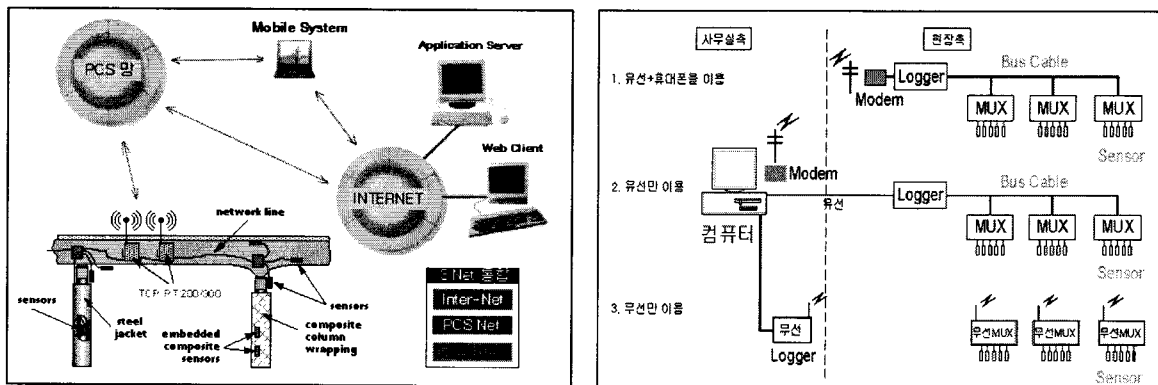 Mobile System
PCS 망
Application Server
Web Client
INTERNET
network line
TCP RT 200/300
sensors
steel
jacket
embedded
composite
sensors
composite
column
wrapping
sensors
통합
Inter-Net
PCS Net
사무실측
현장측
1. 유선+휴대폰을 이용
Modem
Logger
Bus Cable
MUX
MUX
MUX
Sensor
Modem
2. 유선만 이용
컴퓨터
유선
Logger
Bus Cable
MUX
MUX
MUX
Sensor
3. 무선만 이용
무선
Logger
무선MUX
무선MUX
무선MUX
Sensor